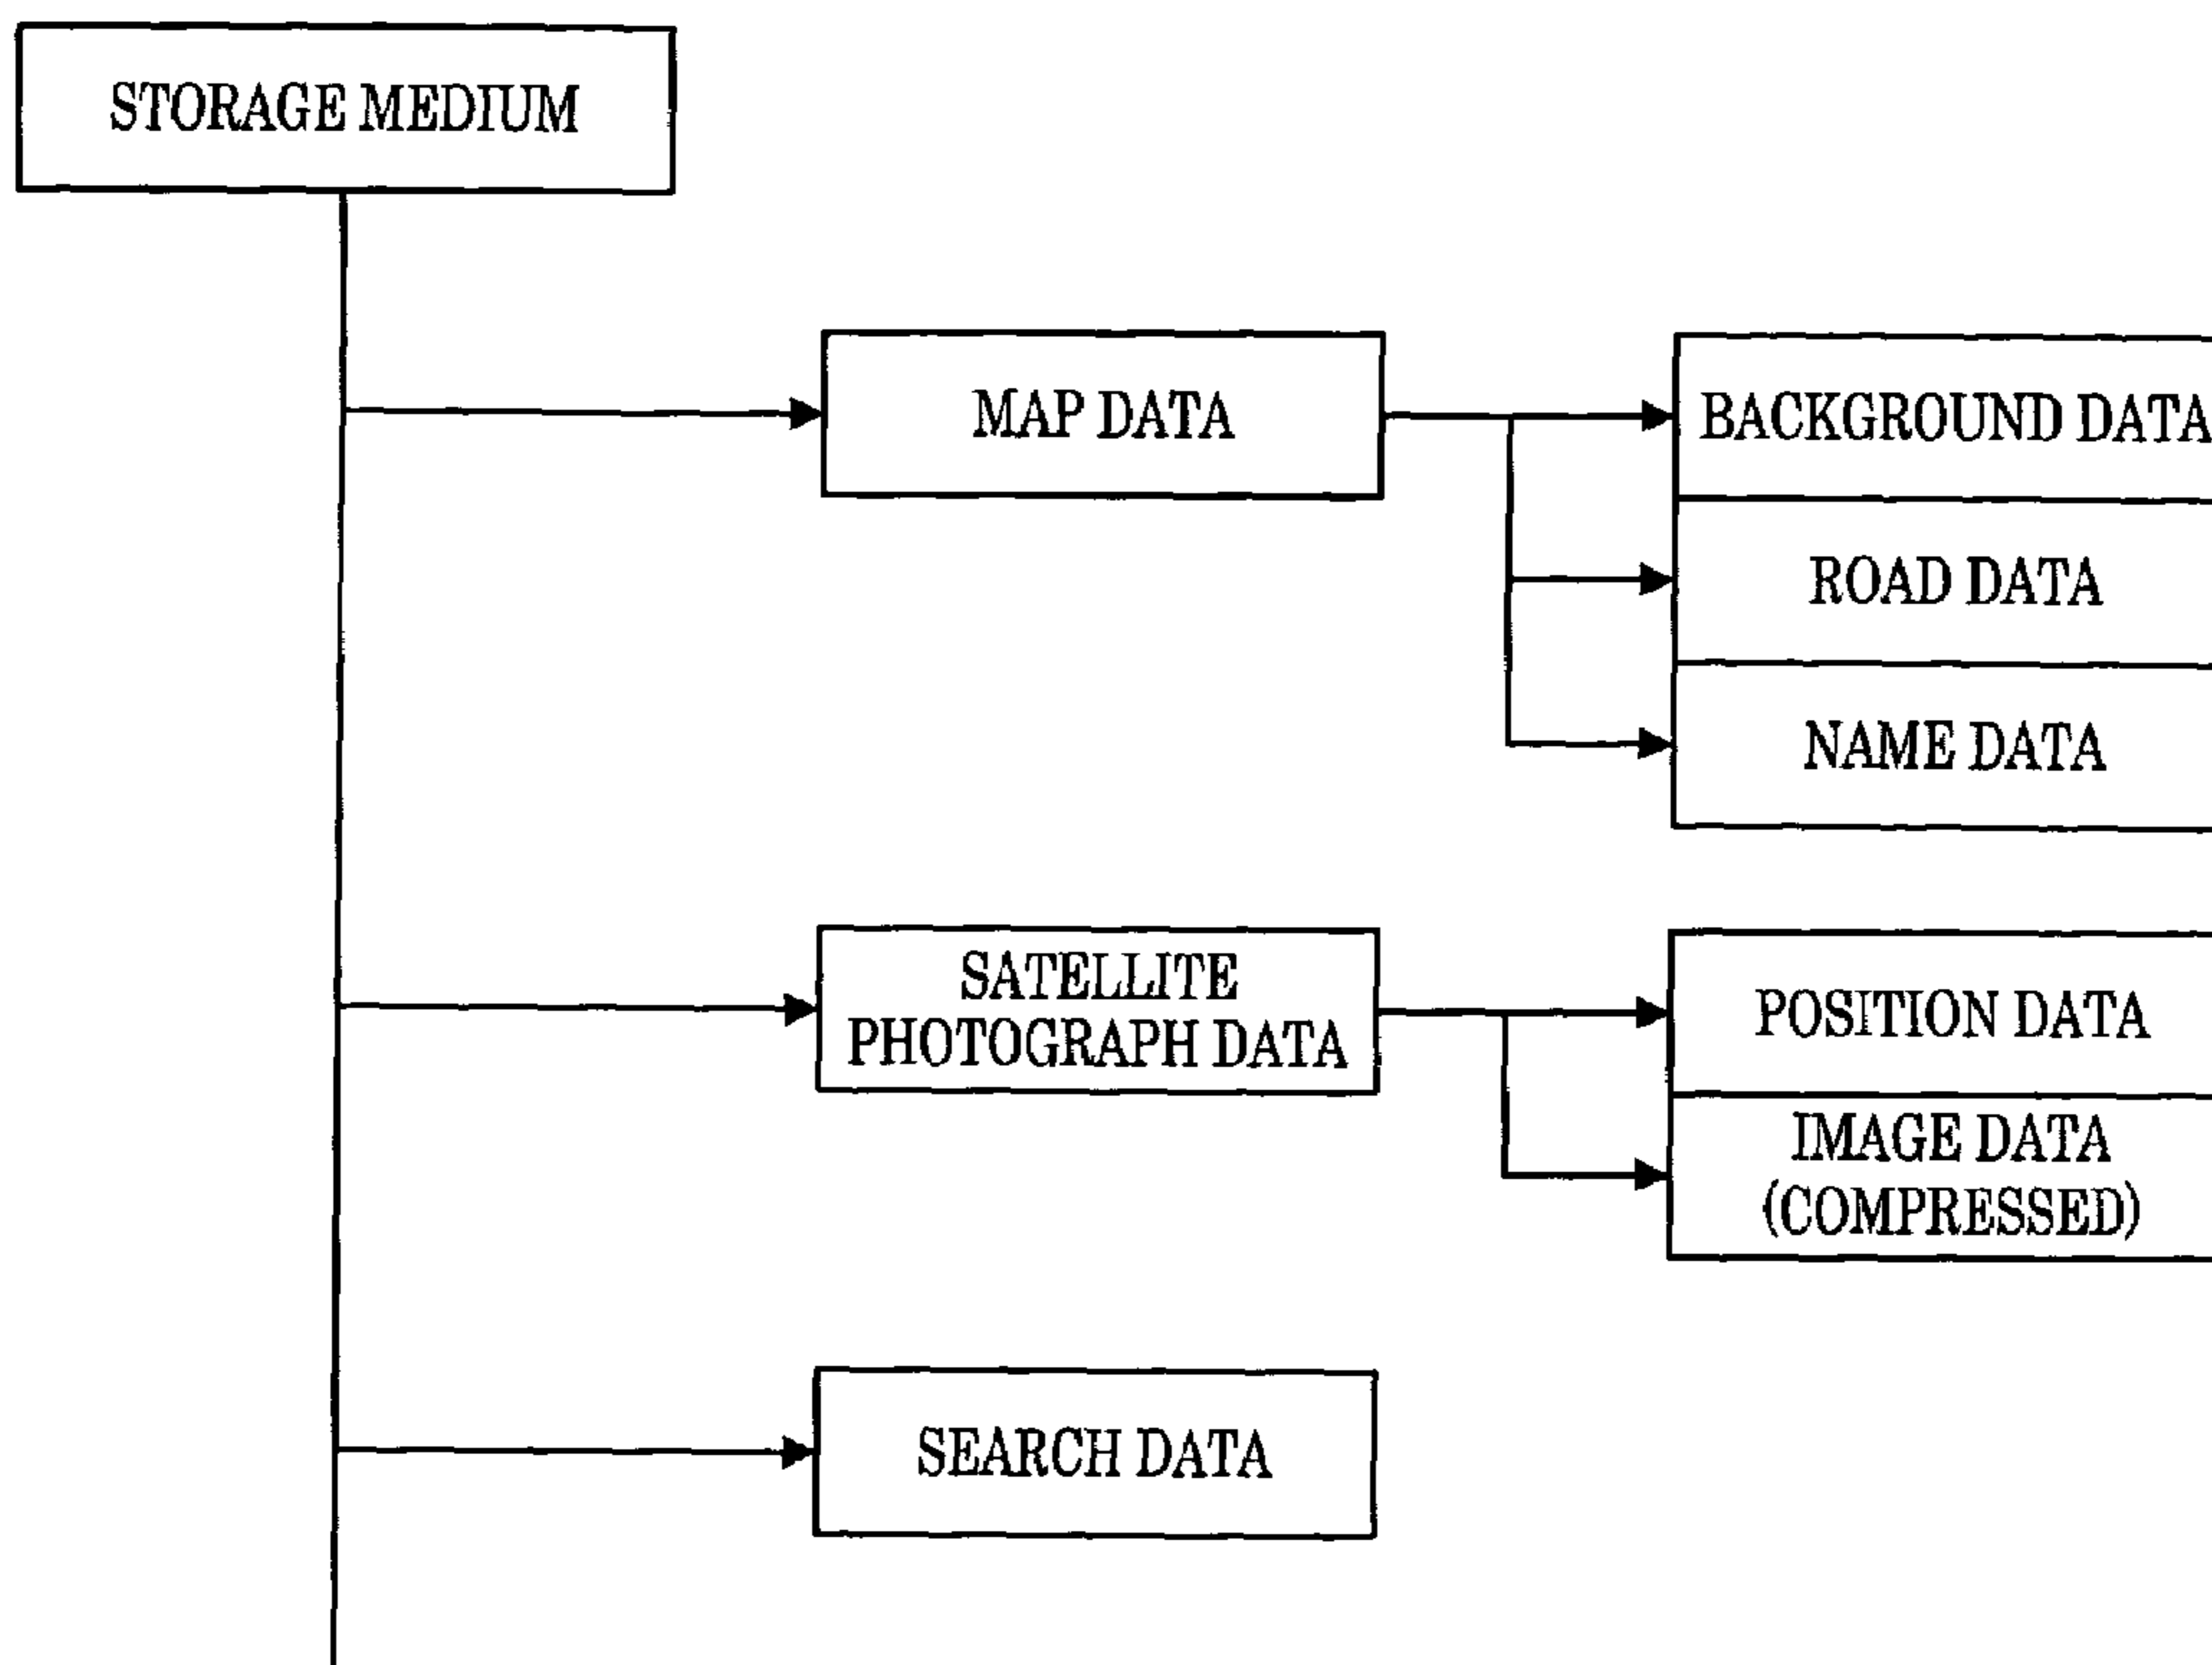 STORAGE MEDIUM
MAP DATA
BACKGROUND DATA
ROAD DATA
NAME DATA
SATELLITE
PHOTOGRAPH DATA
POSITION DATA
IMAGE DATA
(COMPRESSED)
SEARCH DATA